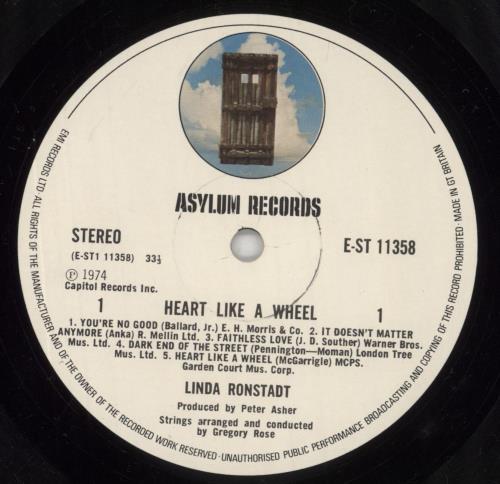 ASYLUM RECORDS
STEREO
(E-ST1 11358) 33⅓
E-ST 11358
Ⓟ 1974
Capitol Records Inc.
1 HEART LIKE A WHEEL 1
1. YOU'RE NO GOOD (Ballard, Jr.) E. H. Morris & Co. 2. IT DOESN'T MATTER
ANYMORE (Anka) R. Mellin Ltd. 3. FAITHLESS LOVE (J. D. Souther) Warner Bros.
Mus. Ltd. 4. DARK END OF THE STREET (Pennington—Moman) London Tree
Mus. Ltd. 5. HEART LIKE A WHEEL (McGarrigle) MCPS.
Garden Court Mus. Corp.
LINDA RONSTADT
Produced by Peter Asher
Strings arranged and conducted
by Gregory Rose
EMI RECORDS LTD· ALL RIGHTS OF THE MANUFACTURER AND OF THE OWNER OF THE RECORDED WORK RESERVED·UNAUTHORISED PUBLIC PERFORMANCE BROADCASTING AND COPYING OF THIS RECORD PROHIBITED· MADE IN GT BRITAIN